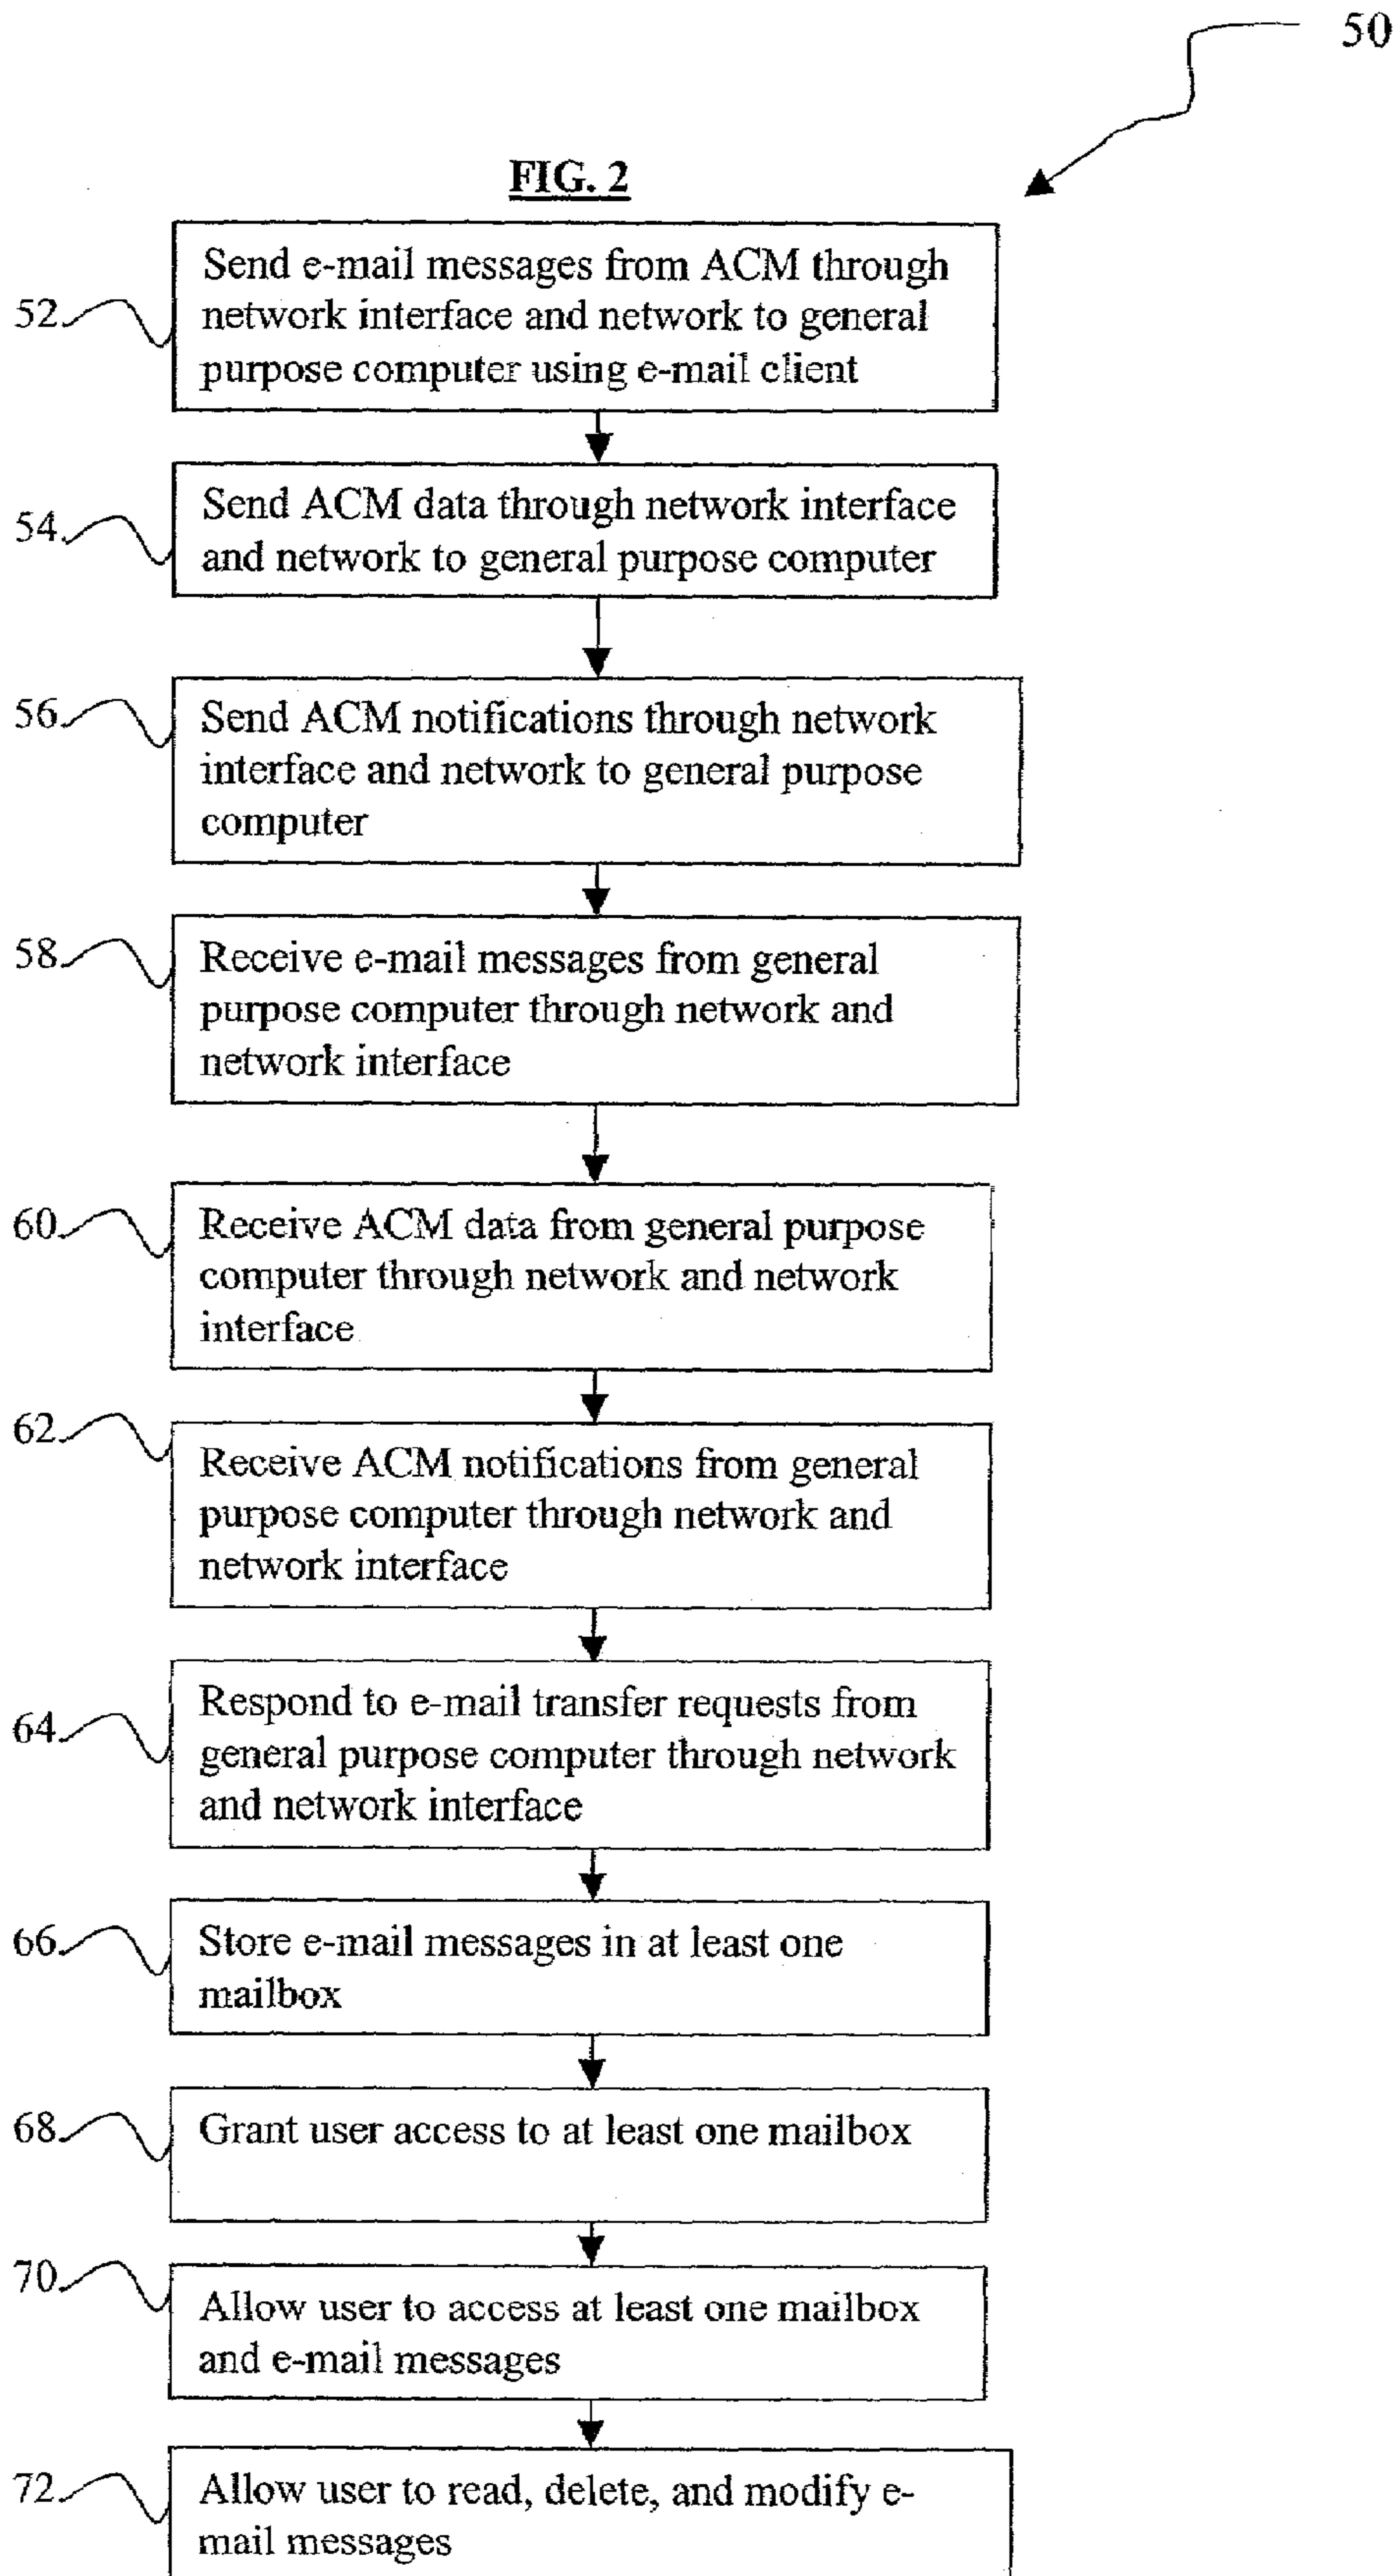 50
FIG. 2
52
Send e-mail messages from ACM through
network interface and network to general
purpose computer using e-mail client
54
Send ACM data through network interface
and network to general purpose computer
56
Send ACM notifications through network
interface and network to general purpose
computer
58
Receive e-mail messages from general
purpose computer through network and
network interface
60
Receive ACM data from general purpose
computer through network and network
interface
62
Receive ACM notifications from general
purpose computer through network and
network interface
64
Respond to e-mail transfer requests from
general purpose computer through network
and network interface
66
Store e-mail messages in at least one
mailbox
68
Grant user access to at least one mailbox
70
Allow user to access at least one mailbox
and e-mail messages
72
Allow user to read, delete, and modify e-
mail messages